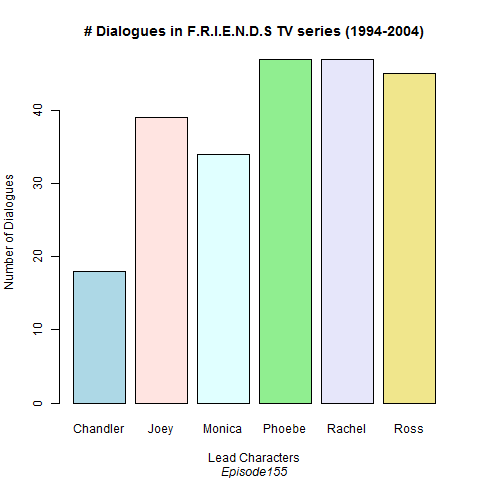 # Dialogues in F.R.I.E.N.D.S TV series (1994-2004)
Number of Dialogues
40
30
20
10
0
Chandler Joey Monica Phoebe Rachel Ross
Lead Characters
Episode155